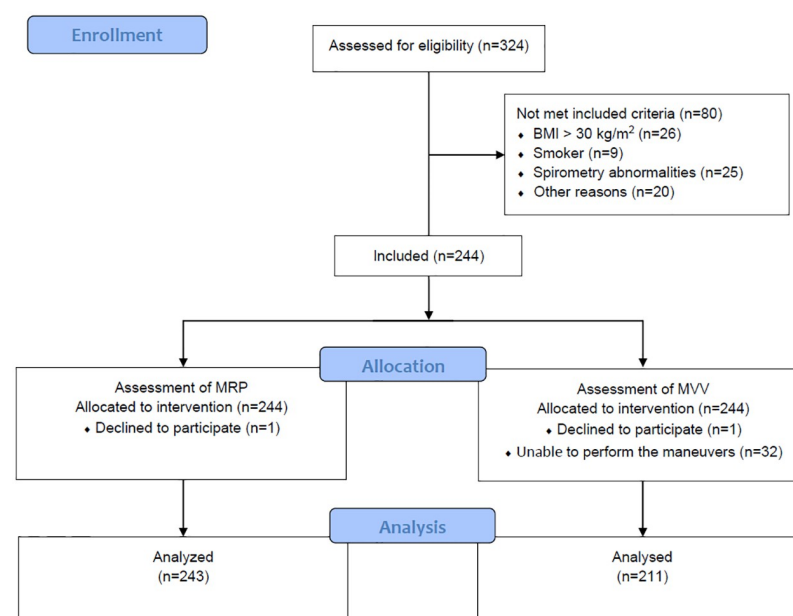 Enrollment
Assessed for eligibility (n=324)
Not met included criteria (n=80)
♦ BMI > 30 kg/m² (n=26)
♦ Smoker (n=9)
♦ Spirometry abnormalities (n=25)
♦ Other reasons (n=20)
Included (n=244)
Allocation
Assessment of MRP
Allocated to intervention (n=244)
♦ Declined to participate (n=1)
Assessment of MVV
Allocated to intervention (n=244)
♦ Declined to participate (n=1)
♦ Unable to perform the maneuvers (n=32)
Analysis
Analyzed
(n=243)
Analysed
(n=211)